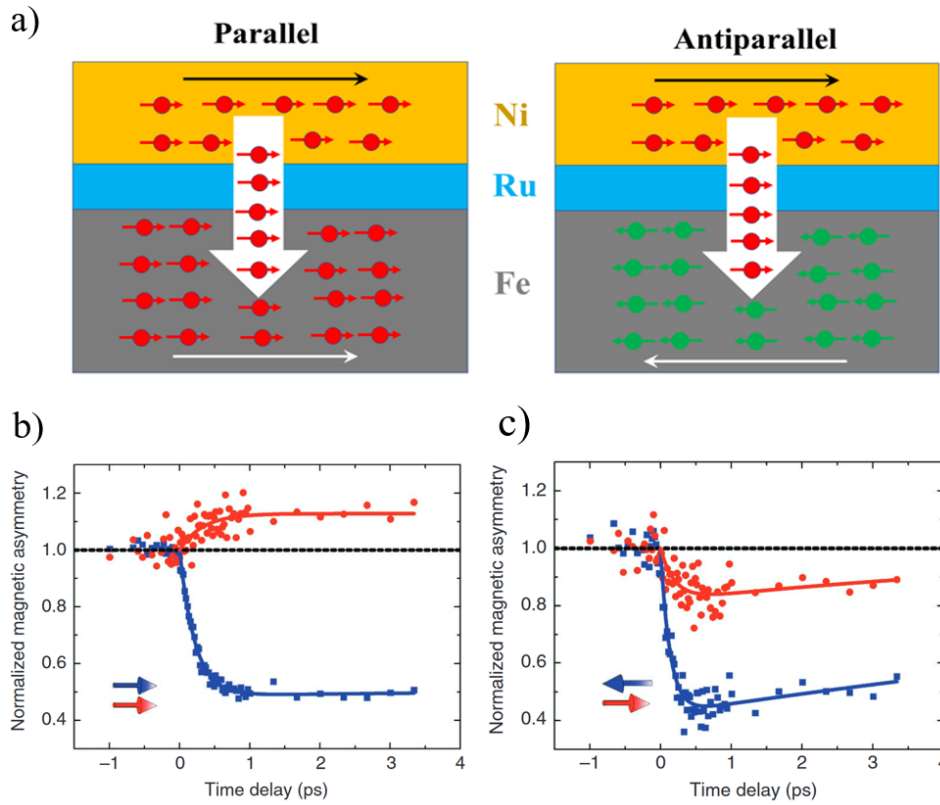 a)
Parallel
Antiparallel
Ni
Ru
Fe
b)
Normalized magnetic asymmetry
1.2
1.0
0.8
0.6
0.4
−1
0
1
2
3
4
Time delay (ps)
c)
Normalized magnetic asymmetry
1.2
1.0
0.8
0.6
0.4
−1
0
1
2
3
4
Time delay (ps)